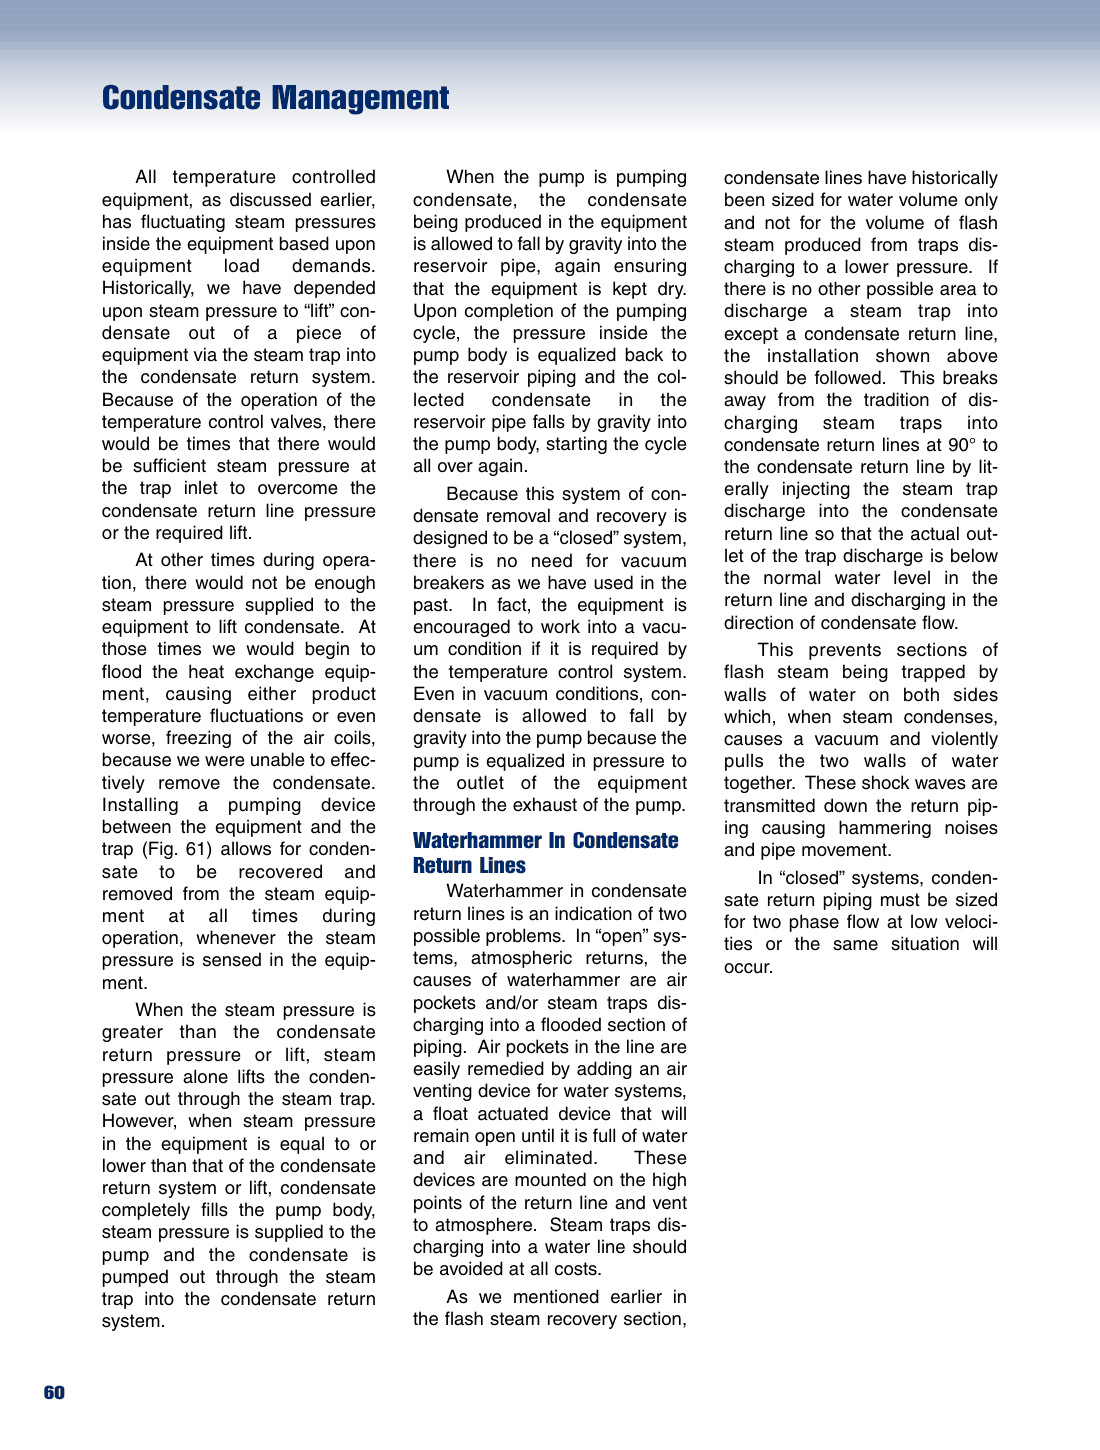 Condensate Management
All temperature controlled
equipment, as discussed earlier,
has fluctuating steam pressures
inside the equipment based upon
equipment load demands.
Historically, we have depended
upon steam pressure to “lift” con-
densate out of a piece of
equipment via the steam trap into
the condensate return system.
Because of the operation of the
temperature control valves, there
would be times that there would
be sufficient steam pressure at
the trap inlet to overcome the
condensate return line pressure
or the required lift.
At other times during opera-
tion, there would not be enough
steam pressure supplied to the
equipment to lift condensate. At
those times we would begin to
flood the heat exchange equip-
ment, causing either product
temperature fluctuations or even
worse, freezing of the air coils,
because we were unable to effec-
tively remove the condensate.
Installing a pumping device
between the equipment and the
trap (Fig. 61) allows for conden-
sate to be recovered and
removed from the steam equip-
ment at all times during
operation, whenever the steam
pressure is sensed in the equip-
ment.
When the steam pressure is
greater than the condensate
return pressure or lift, steam
pressure alone lifts the conden-
sate out through the steam trap.
However, when steam pressure
in the equipment is equal to or
lower than that of the condensate
return system or lift, condensate
completely fills the pump body,
steam pressure is supplied to the
pump and the condensate is
pumped out through the steam
trap into the condensate return
system.
When the pump is pumping
condensate, the condensate
being produced in the equipment
is allowed to fall by gravity into the
reservoir pipe, again ensuring
that the equipment is kept dry.
Upon completion of the pumping
cycle, the pressure inside the
pump body is equalized back to
the reservoir piping and the col-
lected condensate in the
reservoir pipe falls by gravity into
the pump body, starting the cycle
all over again.
Because this system of con-
densate removal and recovery is
designed to be a “closed” system,
there is no need for vacuum
breakers as we have used in the
past. In fact, the equipment is
encouraged to work into a vacu-
um condition if it is required by
the temperature control system.
Even in vacuum conditions, con-
densate is allowed to fall by
gravity into the pump because the
pump is equalized in pressure to
the outlet of the equipment
through the exhaust of the pump.
Waterhammer In Condensate
Return Lines
Waterhammer in condensate
return lines is an indication of two
possible problems. In “open” sys-
tems, atmospheric returns, the
causes of waterhammer are air
pockets and/or steam traps dis-
charging into a flooded section of
piping. Air pockets in the line are
easily remedied by adding an air
venting device for water systems,
a float actuated device that will
remain open until it is full of water
and air eliminated. These
devices are mounted on the high
points of the return line and vent
to atmosphere. Steam traps dis-
charging into a water line should
be avoided at all costs.
As we mentioned earlier in
the flash steam recovery section,
condensate lines have historically
been sized for water volume only
and not for the volume of flash
steam produced from traps dis-
charging to a lower pressure. If
there is no other possible area to
discharge a steam trap into
except a condensate return line,
the installation shown above
should be followed. This breaks
away from the tradition of dis-
charging steam traps into
condensate return lines at 90° to
the condensate return line by lit-
erally injecting the steam trap
discharge into the condensate
return line so that the actual out-
let of the trap discharge is below
the normal water level in the
return line and discharging in the
direction of condensate flow.
This prevents sections of
flash steam being trapped by
walls of water on both sides
which, when steam condenses,
causes a vacuum and violently
pulls the two walls of water
together. These shock waves are
transmitted down the return pip-
ing causing hammering noises
and pipe movement.
In “closed” systems, conden-
sate return piping must be sized
for two phase flow at low veloci-
ties or the same situation will
occur.
60